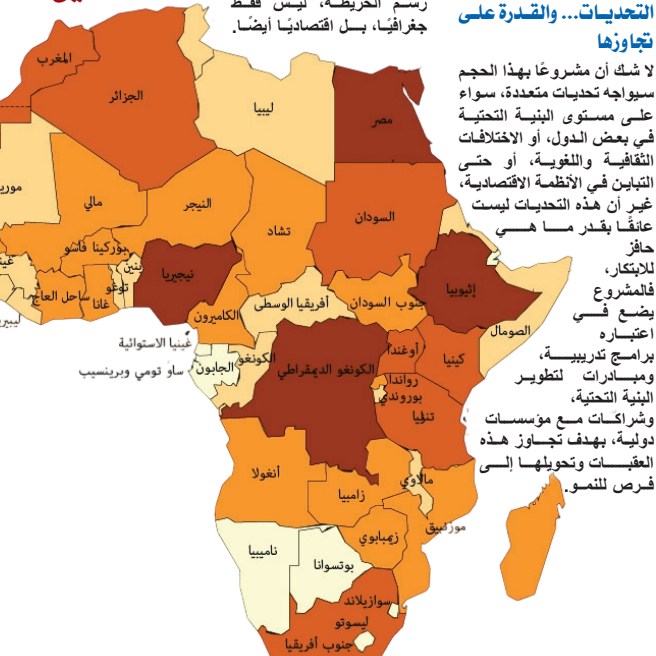 رسم الخريطة، ليس فقط
جغرافيًا، بل اقتصاديًا أيضًا.
التحديات... والقدرة على
تجاوزها
لا شك أن مشروعًا بهذا الحجم
سيواجه تحديات متعددة، سواء
على مستوى البنية التحتية
في بعض الدول، أو الاختلافات
الثقافية واللغوية، أو حتى
التباين في الأنظمة الاقتصادية،
غير أن هذه التحديات ليست
عائقًا بقدر ما هي
حافز
للابتكار،
فالمشروع
يضع في
اعتباره
برامج تدريبية،
ومبادرات لتطوير
البنية التحتية،
وشراكات مع مؤسسات
دولية، بهدف تجاوز هذه
العقبات وتحويلها إلى
فرص للنمو.
المغرب
الجزائر
ليبيا
مصر
مالي
النيجر
تشاد
السودان
بوركينا فاسو
بنين
توغو
غانا
ساحل العاج
نيجيريا
الكاميرون
أفريقيا الوسطى
جنوب السودان
إثيوبيا
الصومال
غينيا الاستوائية
ساو تومي وبرينسيب
الجابون
الكونغو
الكونغو الديمقراطي
أوغندا
كينيا
رواندا
بوروندي
تنزانيا
أنغولا
زامبيا
مالاوي
موزنبيق
زيمبابوي
ناميبيا
بوتسوانا
سوازيلاند
ليسوتو
جنوب أفريقيا